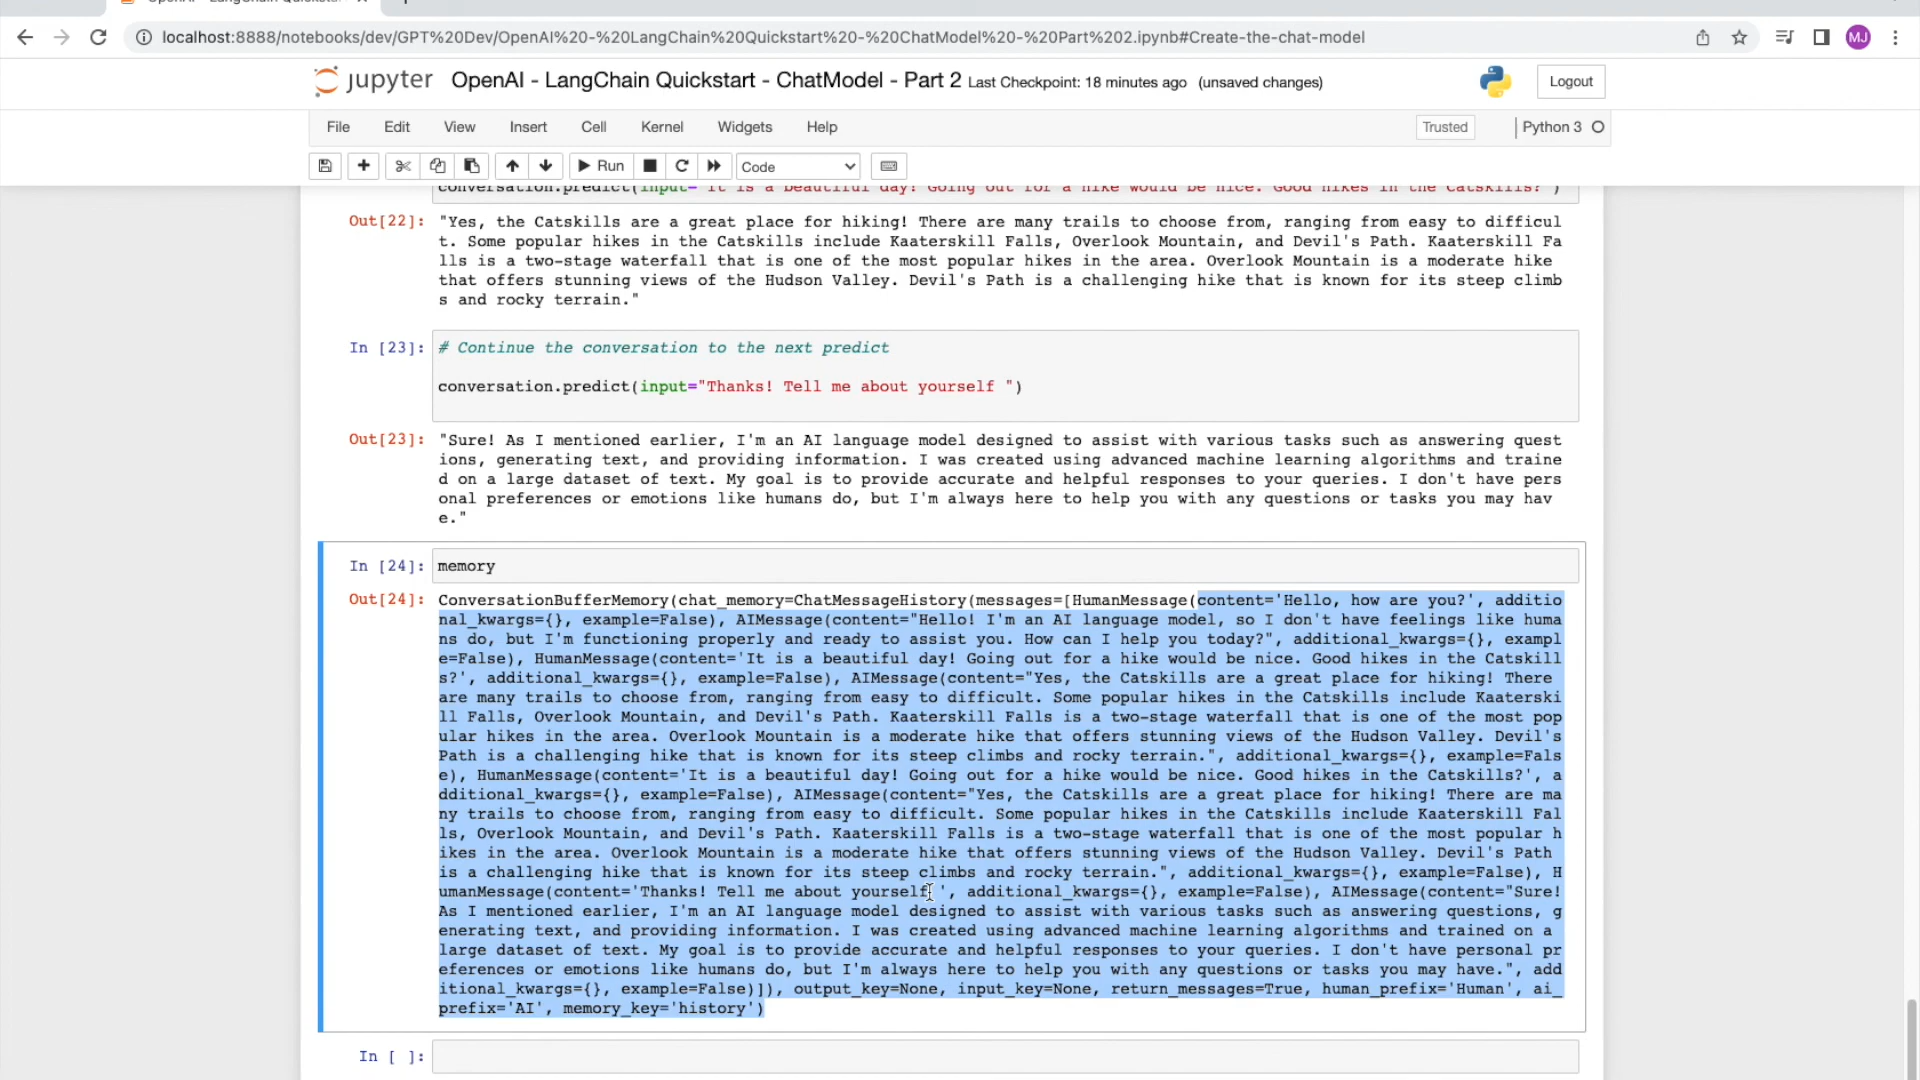 localhost:8888/notebooks/dev/GPT%20Dev/OpenAI%20-%20LangChain%20Quickstart%20-%20ChatModel%20-%20Part%202.ipynb#Create-the-chat-model
MJ
jupyter OpenAI - LangChain Quickstart - ChatModel - Part 2 Last Checkpoint: 18 minutes ago (unsaved changes)
Logout
File Edit View Insert Cell Kernel Widgets Help
Trusted
Python 3
Run
Code
conversation.predict(input="It is a beautiful day! Going out for a hike would be nice. Good hikes in the Catskills?")
Out[22]: "Yes, the Catskills are a great place for hiking! There are many trails to choose from, ranging from easy to difficul
t. Some popular hikes in the Catskills include Kaaterskill Falls, Overlook Mountain, and Devil's Path. Kaaterskill Fa
lls is a two-stage waterfall that is one of the most popular hikes in the area. Overlook Mountain is a moderate hike
that offers stunning views of the Hudson Valley. Devil's Path is a challenging hike that is known for its steep climb
s and rocky terrain."
In [23]: # Continue the conversation to the next predict
conversation.predict(input="Thanks! Tell me about yourself ")
Out[23]: "Sure! As I mentioned earlier, I'm an AI language model designed to assist with various tasks such as answering quest
ions, generating text, and providing information. I was created using advanced machine learning algorithms and traine
d on a large dataset of text. My goal is to provide accurate and helpful responses to your queries. I don't have pers
onal preferences or emotions like humans do, but I'm always here to help you with any questions or tasks you may hav
e."
In [24]: memory
Out[24]: ConversationBufferMemory(chat_memory=ChatMessageHistory(messages=[HumanMessage(content='Hello, how are you?', additio
nal_kwargs={}, example=False), AIMessage(content="Hello! I'm an AI language model, so I don't have feelings like huma
ns do, but I'm functioning properly and ready to assist you. How can I help you today?", additional_kwargs={}, exampl
e=False), HumanMessage(content='It is a beautiful day! Going out for a hike would be nice. Good hikes in the Catskill
s?', additional_kwargs={}, example=False), AIMessage(content="Yes, the Catskills are a great place for hiking! There
are many trails to choose from, ranging from easy to difficult. Some popular hikes in the Catskills include Kaaterski
ll Falls, Overlook Mountain, and Devil's Path. Kaaterskill Falls is a two-stage waterfall that is one of the most pop
ular hikes in the area. Overlook Mountain is a moderate hike that offers stunning views of the Hudson Valley. Devil's
Path is a challenging hike that is known for its steep climbs and rocky terrain.", additional_kwargs={}, example=Fals
e), HumanMessage(content='It is a beautiful day! Going out for a hike would be nice. Good hikes in the Catskills?', a
dditional_kwargs={}, example=False), AIMessage(content="Yes, the Catskills are a great place for hiking! There are ma
ny trails to choose from, ranging from easy to difficult. Some popular hikes in the Catskills include Kaaterskill Fal
ls, Overlook Mountain, and Devil's Path. Kaaterskill Falls is a two-stage waterfall that is one of the most popular h
ikes in the area. Overlook Mountain is a moderate hike that offers stunning views of the Hudson Valley. Devil's Path
is a challenging hike that is known for its steep climbs and rocky terrain.", additional_kwargs={}, example=False), H
umanMessage(content='Thanks! Tell me about yourself ', additional_kwargs={}, example=False), AIMessage(content="Sure!
As I mentioned earlier, I'm an AI language model designed to assist with various tasks such as answering questions, g
enerating text, and providing information. I was created using advanced machine learning algorithms and trained on a
large dataset of text. My goal is to provide accurate and helpful responses to your queries. I don't have personal pr
eferences or emotions like humans do, but I'm always here to help you with any questions or tasks you may have.", add
itional_kwargs={}, example=False)]), output_key=None, input_key=None, return_messages=True, human_prefix='Human', ai_
prefix='AI', memory_key='history')
In [ ]: